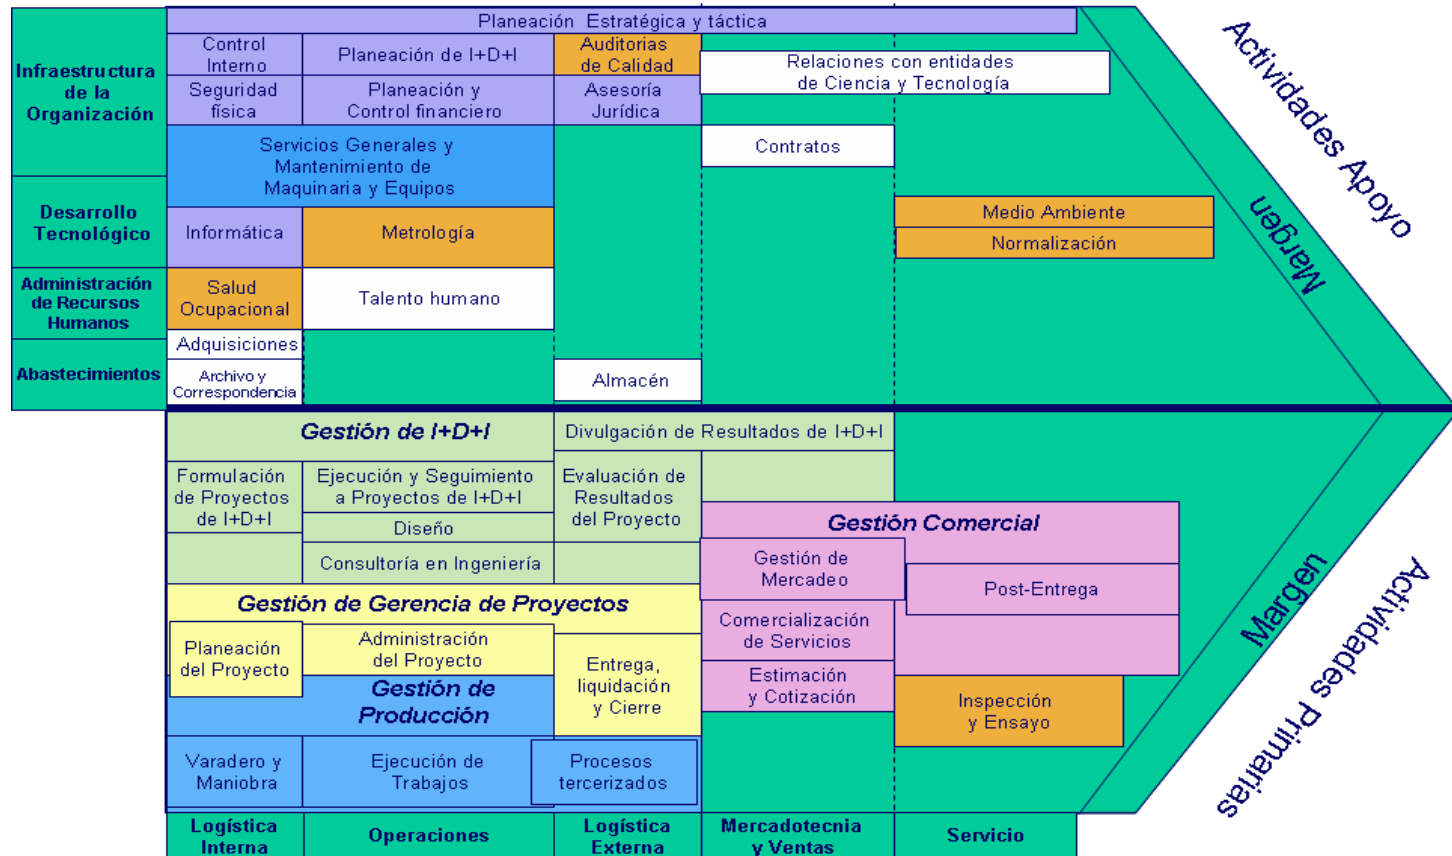 Planeación Estratégica y táctica
Infraestructura
de la
Organización
Control
Interno
Planeación de I+D+I
Auditorias
de Calidad
Relaciones con entidades
de Ciencia y Tecnología
Seguridad
física
Planeación y
Control financiero
Asesoría
Jurídica
Servicios Generales y
Mantenimiento de
Maquinaria y Equipos
Contratos
Desarrollo
Tecnológico
Informática
Metrología
Medio Ambiente
Normalización
Administración
de Recursos
Humanos
Salud
Ocupacional
Talento humano
Abastecimientos
Adquisiciones
Archivo y
Correspondencia
Almacén
Actividades Apoyo
Margen
Gestión de I+D+I
Divulgación de Resultados de I+D+I
Formulación
de Proyectos
de I+D+I
Ejecución y Seguimiento
a Proyectos de I+D+I
Diseño
Consultoría en Ingeniería
Evaluación de
Resultados
del Proyecto
Gestión Comercial
Gestión de
Mercadeo
Post-Entrega
Comercialización
de Servicios
Estimación
y Cotización
Gestión de Gerencia de Proyectos
Planeación
del Proyecto
Administración
del Proyecto
Entrega,
liquidación
y Cierre
Gestión de
Producción
Inspección
y Ensayo
Varadero y
Maniobra
Ejecución de
Trabajos
Procesos
tercerizados
Margen
Actividades Primarias
Logística
Interna
Operaciones
Logística
Externa
Mercadotecnia
y Ventas
Servicio